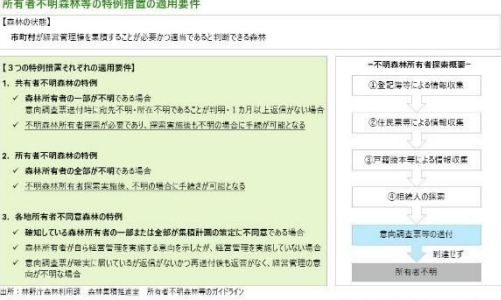 所有者不明森林等の特例措置の適用要件
【森林の状態】
市町村が経営管理権を集積することが必要かつ適当であると判断できる森林
【3つの特例措置それぞれの適用要件】
1. 共有者不明森林の特例
✓ 森林所有者の一部が不明である場合
意向調査票送付時に宛先不明・所在不明であることが判明・1カ月以上返信がない場合
✓ 不明森林所有者探索が必要であり、探索実施後も不明の場合に手続が可能となる
2. 所有者不明森林の特例
✓ 森林所有者の全部が不明である場合
✓ 不明森林所有者探索実施後、不明の場合に手続きが可能となる
3. 各地所有者不同意森林の特例
✓ 確知している森林所有者の一部または全部が集積計画の策定に不同意である場合
✓ 森林所有者が自ら経営管理を実施する意向を示したが、経営管理を実施していない場合
✓ 意向調査票が確実に届いているが返信がないかつ再送付後も返答がなく、経営管理の意
向が不明な場合
-不明森林所有者探索概要-
①登記簿等による情報収集
②住民票等による情報収集
③戸籍謄本等による情報収集
④相続人の探索
意向調査票等の送付
到達せず
所有者不明
出所:林野庁森林利用課 森林集積推進室 所有者不明森林等のガイドライン